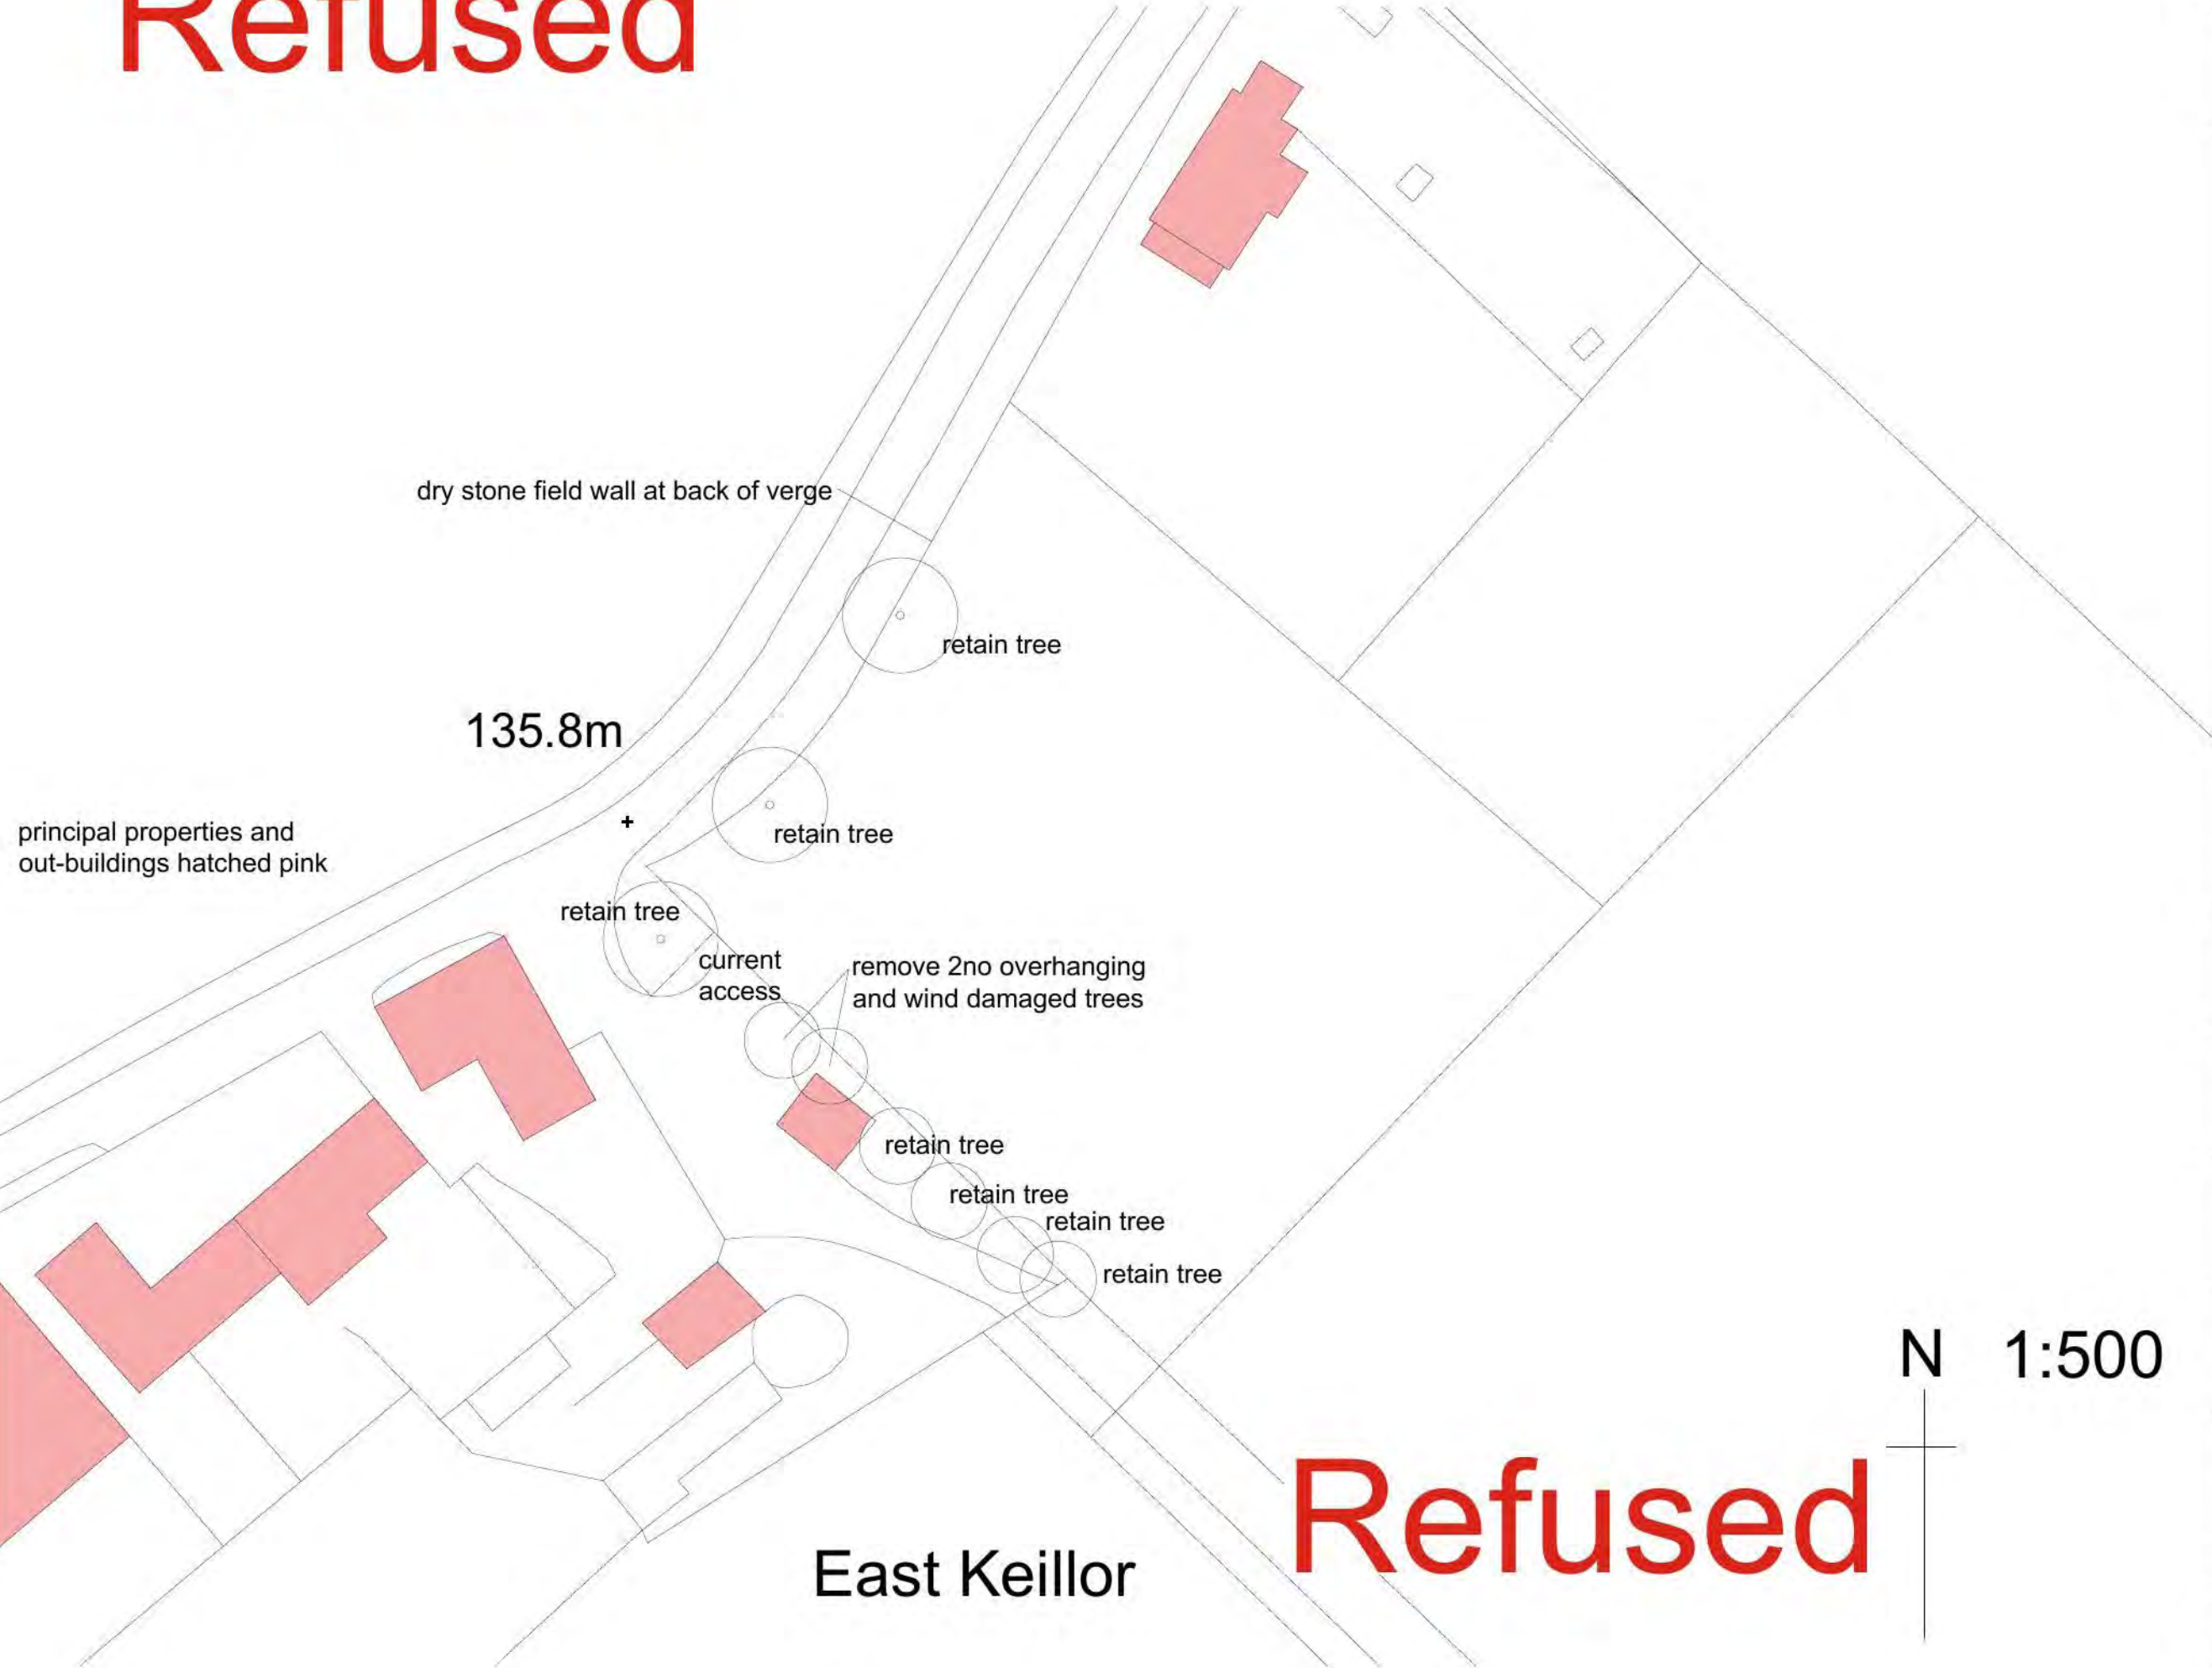 Refused
dry stone field wall at back of verge
retain tree
135.8m
retain tree
principal properties and
out-buildings hatched pink
retain tree
current
access
remove 2no overhanging
and wind damaged trees
retain tree
retain tree
retain tree
retain tree
N 1:500
Refused
East Keillor